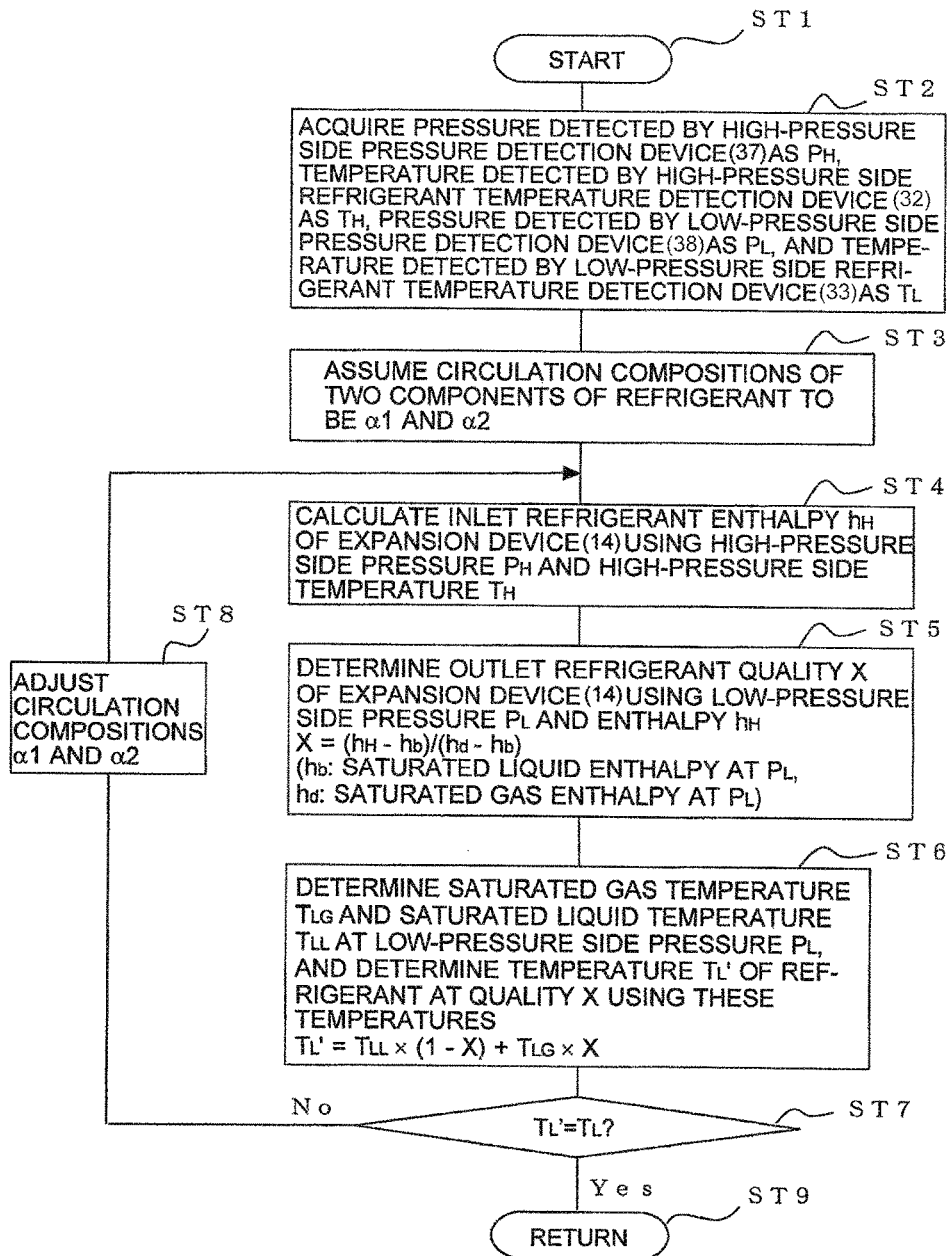 ST1
START
ST2
ACQUIRE PRESSURE DETECTED BY HIGH-PRESSURE
SIDE PRESSURE DETECTION DEVICE(37)AS PH,
TEMPERATURE DETECTED BY HIGH-PRESSURE SIDE
REFRIGERANT TEMPERATURE DETECTION DEVICE(32)
AS TH, PRESSURE DETECTED BY LOW-PRESSURE SIDE
PRESSURE DETECTION DEVICE(38)AS PL, AND TEMPE-
RATURE DETECTED BY LOW-PRESSURE SIDE REFRI-
GERANT TEMPERATURE DETECTION DEVICE(33)AS TL
ST3
ASSUME CIRCULATION COMPOSITIONS OF
TWO COMPONENTS OF REFRIGERANT TO
BE α1 AND α2
ST4
CALCULATE INLET REFRIGERANT ENTHALPY hH
OF EXPANSION DEVICE(14)USING HIGH-PRESSURE
SIDE PRESSURE PH AND HIGH-PRESSURE SIDE
TEMPERATURE TH
ST8
ADJUST
CIRCULATION
COMPOSITIONS
α1 AND α2
ST5
DETERMINE OUTLET REFRIGERANT QUALITY X
OF EXPANSION DEVICE(14)USING LOW-PRESSURE
SIDE PRESSURE PL AND ENTHALPY hH
X = (hH - hb)/(hd - hb)
(hb: SATURATED LIQUID ENTHALPY AT PL,
hd: SATURATED GAS ENTHALPY AT PL)
ST6
DETERMINE SATURATED GAS TEMPERATURE
TLG AND SATURATED LIQUID TEMPERATURE
TLL AT LOW-PRESSURE SIDE PRESSURE PL,
AND DETERMINE TEMPERATURE TL' OF REF-
RIGERANT AT QUALITY X USING THESE
TEMPERATURES
TL' = TLL × (1 - X) + TLG × X
No
ST7
TL'=TL?
Yes
ST9
RETURN